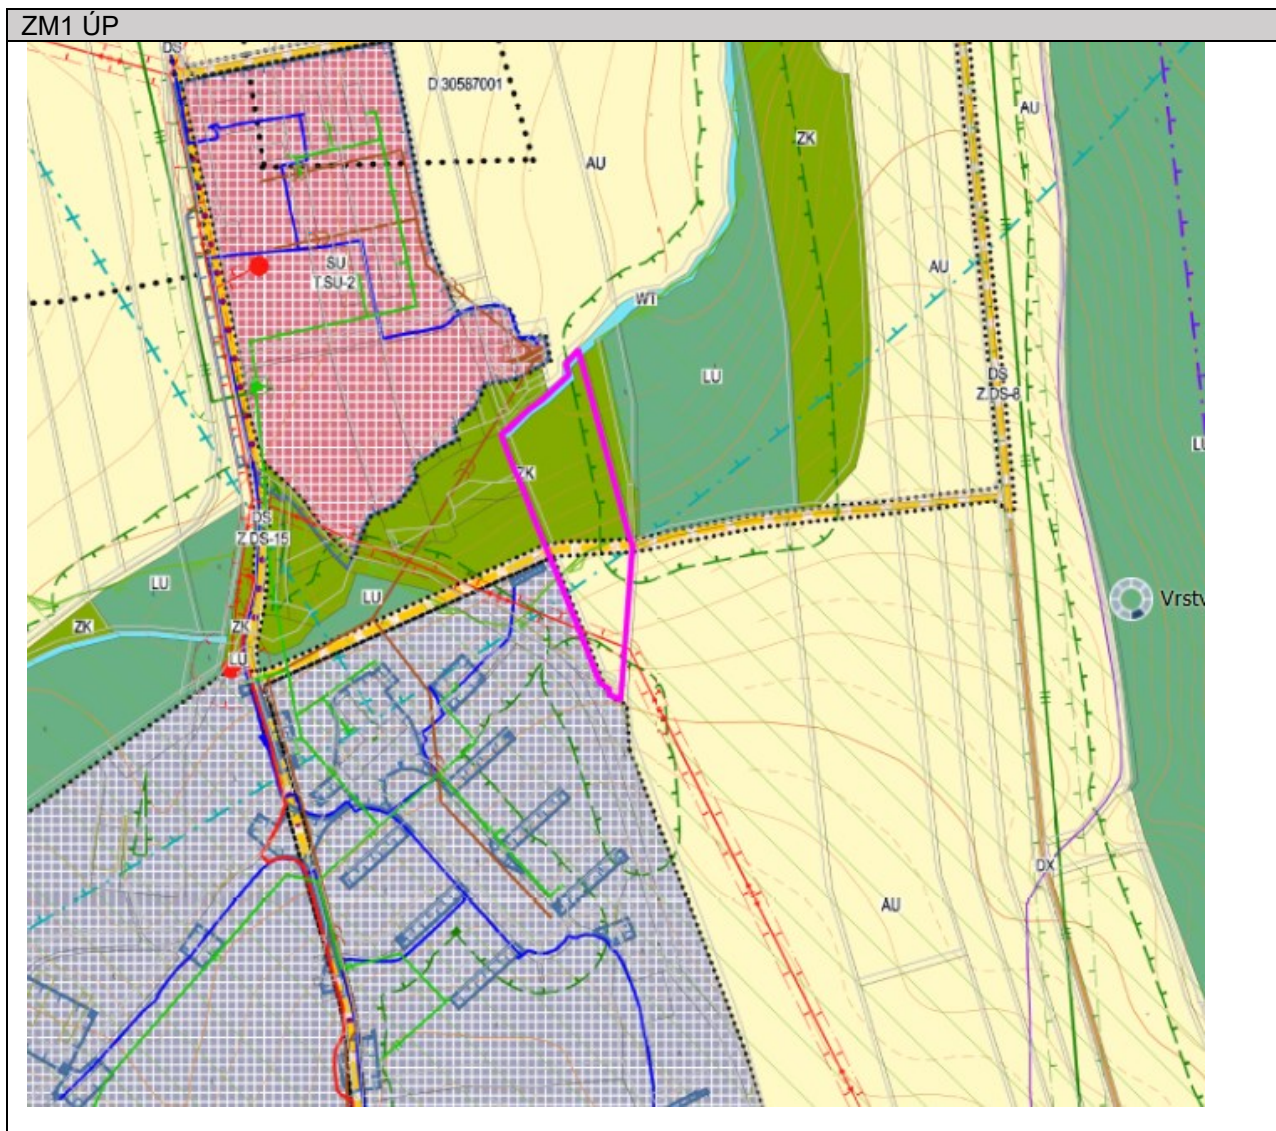 ZM1 ÚP
DS
D 30587001
AU
AU
ZK
AU
SU
T.SU-2
WT
LU
DS
Z.DS-8
ZK
DS
Z.DS-15
LU
LU
ZK
ZK
LU
Vrstv
DX
AU